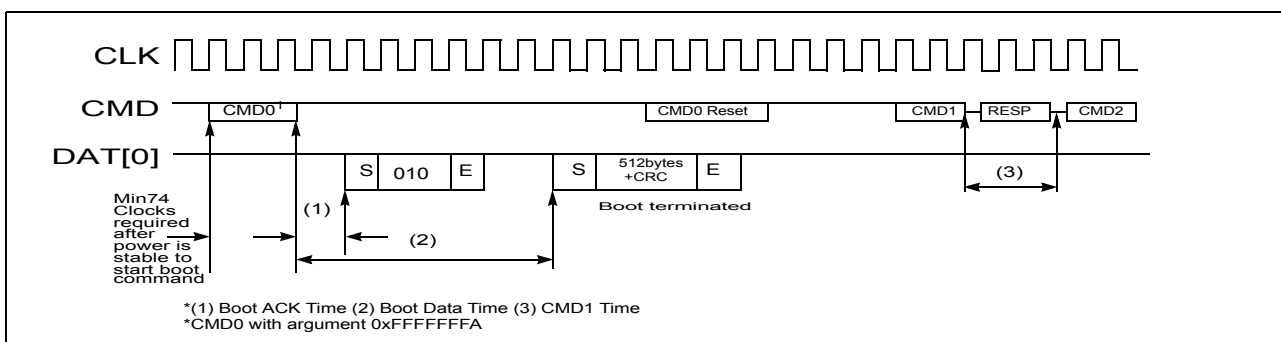 CLK
CMD
CMD0¹
CMD0 Reset
CMD1
RESP
CMD2
DAT[0]
S
010
E
S
512bytes
+CRC
E
(3)
Boot terminated
Min74
Clocks
required
after
power is
stable to
start boot
command
(1)
(2)
*(1) Boot ACK Time (2) Boot Data Time (3) CMD1 Time
*CMD0 with argument 0xFFFFFFFA